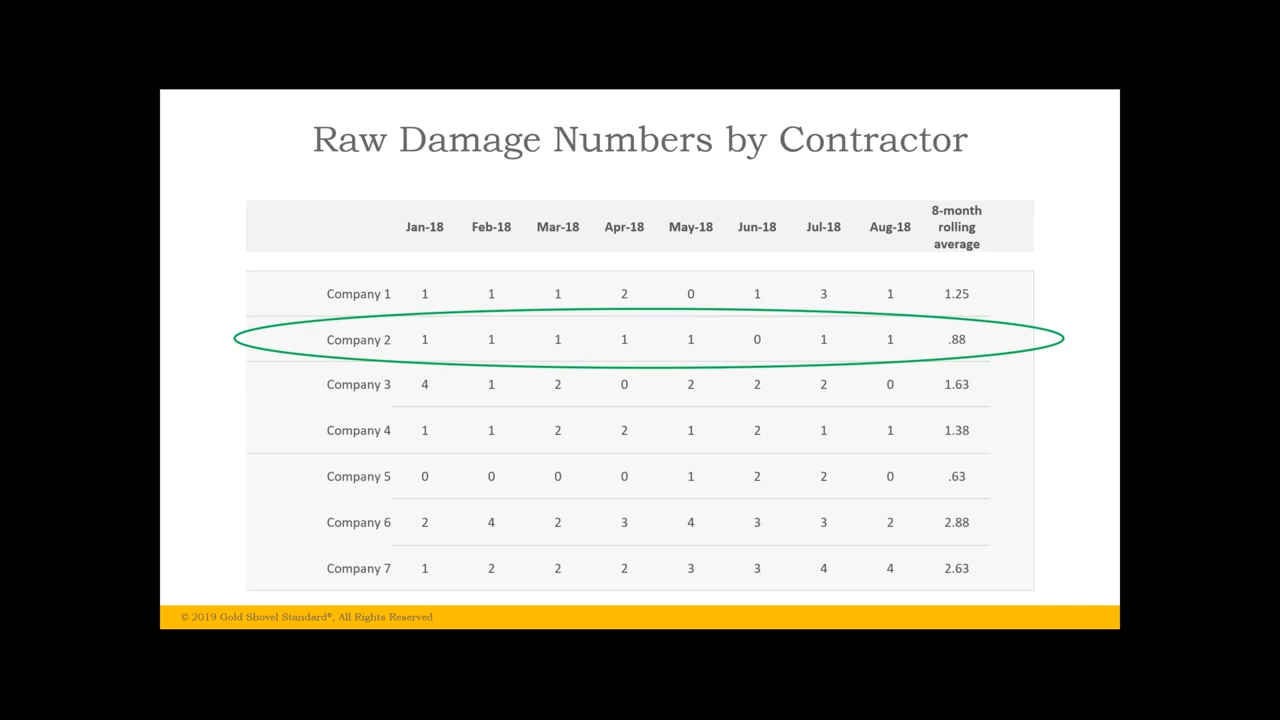 Raw Damage Numbers by Contractor
Jan-18 Feb-18 Mar-18 Apr-18 May-18 Jun-18 Jul-18 Aug-18 8-month rolling average
Company 1 1 1 1 2 0 1 3 1 1.25
Company 2 1 1 1 1 1 0 1 1 .88
Company 3 4 1 2 0 2 2 2 0 1.63
Company 4 1 1 2 2 1 2 1 1 1.38
Company 5 0 0 0 0 1 2 2 0 .63
Company 6 2 4 2 3 4 3 3 2 2.88
Company 7 1 2 2 2 3 3 4 4 2.63
© 2019 Gold Shovel Standard®, All Rights Reserved